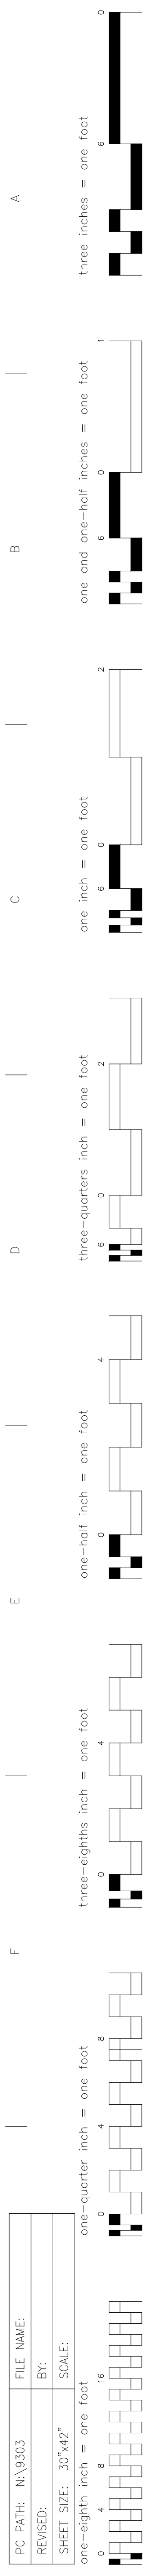 F E D C B A
PC PATH: N:\9303 FILE NAME:
REVISED: BY:
SHEET SIZE: 30"x42" SCALE:
one-eighth inch = one foot
0 4 8 16
one-quarter inch = one foot
0 4 8
three-eighths inch = one foot
0 4
one-half inch = one foot
0 4
three-quarters inch = one foot
6 0 2
one inch = one foot
6 0 2
one and one-half inches = one foot
6 0 1
three inches = one foot
6 0